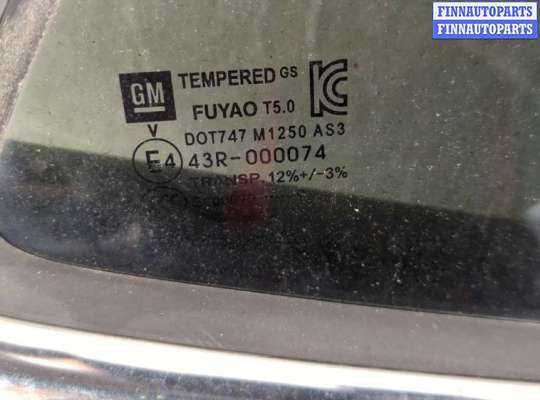 FINNAUTOPARTS
FINNAUTOPARTS
GM TEMPERED GS
FUYAO T5.0
V DOT747 M1250 AS3
E4 43R-000074
TRANSP. 12%+/-3%